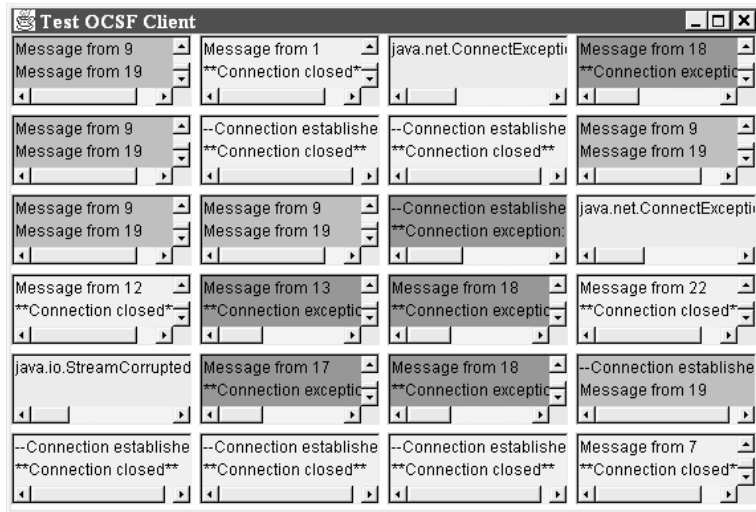 Test OCSF Client
Message from 9
Message from 19
Message from 1
**Connection closed*
java.net.ConnectExcepti
Message from 18
**Connection exceptic
Message from 9
Message from 19
--Connection establishe
**Connection closed**
--Connection establishe
**Connection closed**
Message from 9
Message from 19
Message from 9
Message from 19
Message from 9
Message from 19
--Connection establishe
**Connection exception:
java.net.ConnectExcepti
Message from 12
**Connection closed*
Message from 13
**Connection exceptic
Message from 18
**Connection exceptic
Message from 22
**Connection closed*
java.io.StreamCorrupted
Message from 17
**Connection exceptic
Message from 18
**Connection exceptic
--Connection establishe
Message from 19
--Connection establishe
**Connection closed**
--Connection establishe
**Connection closed**
--Connection establishe
**Connection closed**
Message from 7
**Connection closed*